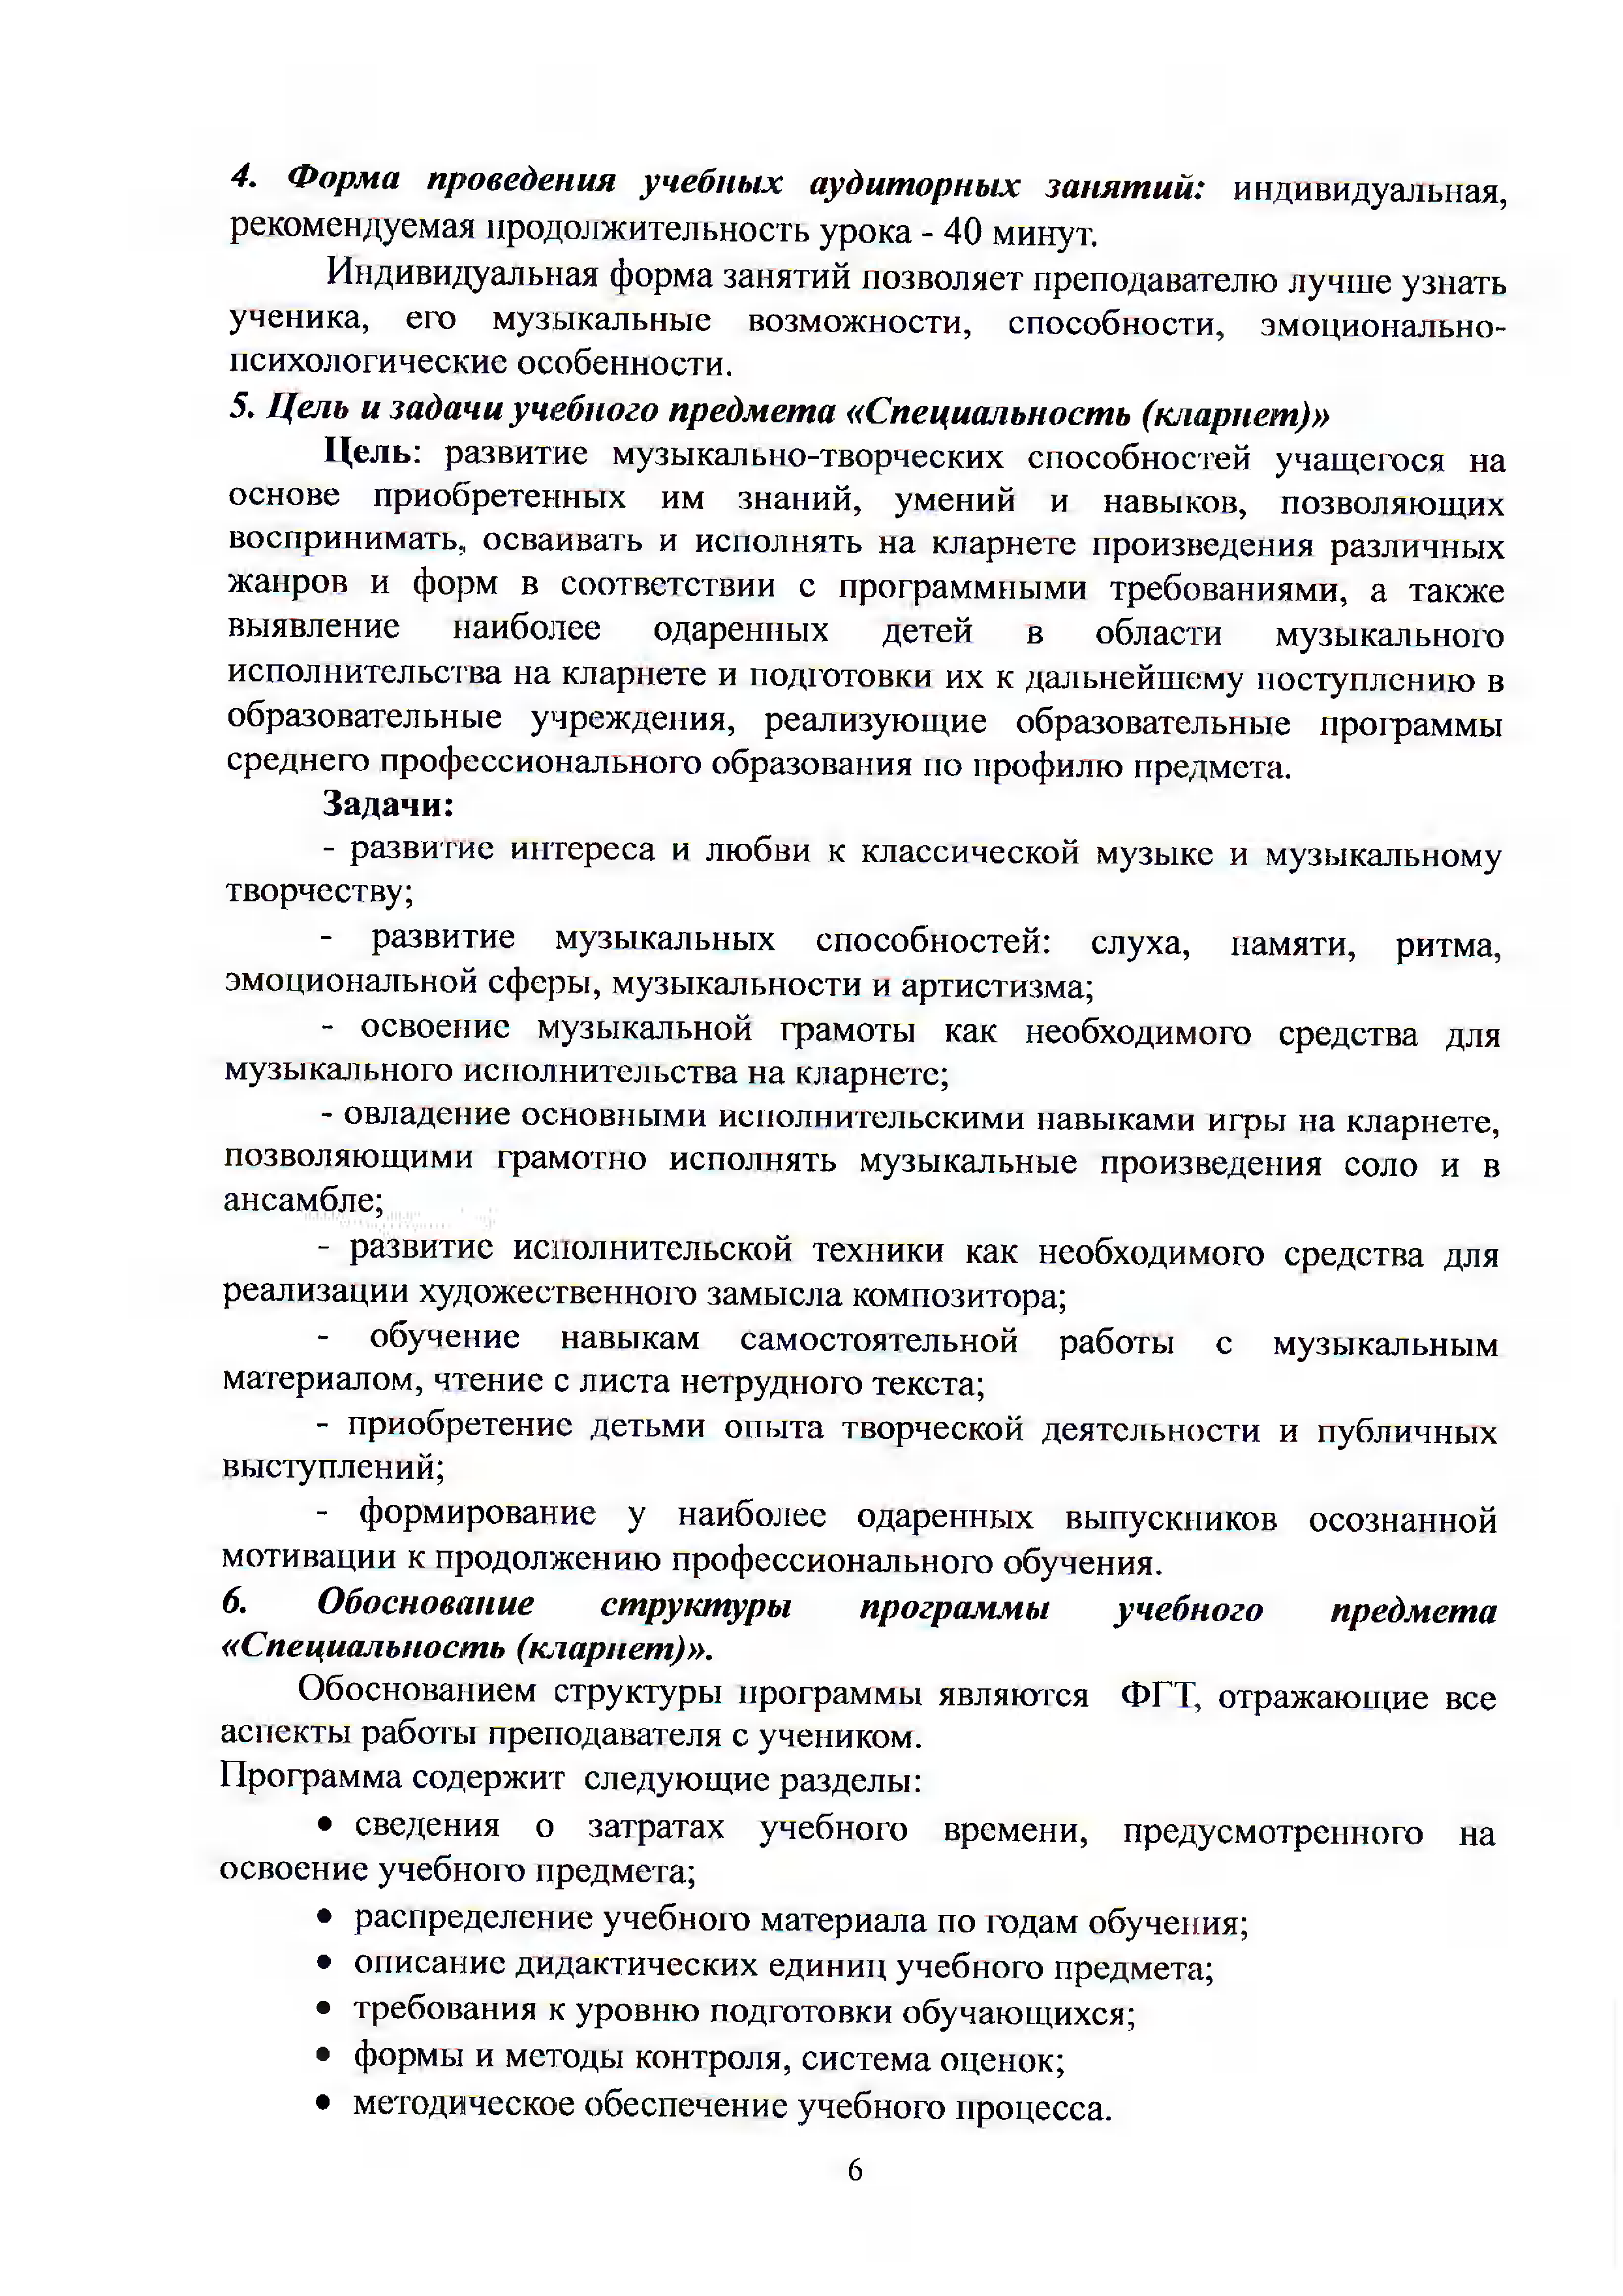 4. Форма проведения учебных аудиторных занятий: индивидуальная,
рекомендуемая продолжительность урока - 40 минут.
Индивидуальная форма занятий позволяет преподавателю лучше узнать
ученика, его музыкальные возможности, способности, эмоционально-
психологические особенности.
5. Цель и задачи учебного предмета «Специальность (кларнет)»
Цель: развитие музыкально-творческих способностей учащегося на
основе приобретенных им знаний, умений и навыков, позволяющих
воспринимать, осваивать и исполнять на кларнете произведения различных
жанров и форм в соответствии с программными требованиями, а также
выявление наиболее одаренных детей в области музыкального
исполнительства на кларнете и подготовки их к дальнейшему поступлению в
образовательные учреждения, реализующие образовательные программы
среднего профессионального образования по профилю предмета.
Задачи:
- развитие интереса и любви к классической музыке и музыкальному
творчеству;
- развитие музыкальных способностей: слуха, памяти, ритма,
эмоциональной сферы, музыкальности и артистизма;
- освоение музыкальной грамоты как необходимого средства для
музыкального исполнительства на кларнете;
- овладение основными исполнительскими навыками игры на кларнете,
позволяющими грамотно исполнять музыкальные произведения соло и в
ансамбле;
- развитие исполнительской техники как необходимого средства для
реализации художественного замысла композитора;
- обучение навыкам самостоятельной работы с музыкальным
материалом, чтение с листа нетрудного текста;
- приобретение детьми опыта творческой деятельности и публичных
выступлений;
- формирование у наиболее одаренных выпускников осознанной
мотивации к продолжению профессионального обучения.
6. Обоснование структуры программы учебного предмета
«Специальность (кларнет)».
Обоснованием структуры программы являются ФГТ, отражающие все
аспекты работы преподавателя с учеником.
Программа содержит следующие разделы:
• сведения о затратах учебного времени, предусмотренного на
освоение учебного предмета;
• распределение учебного материала по годам обучения;
• описание дидактических единиц учебного предмета;
• требования к уровню подготовки обучающихся;
• формы и методы контроля, система оценок;
• методическое обеспечение учебного процесса.
6